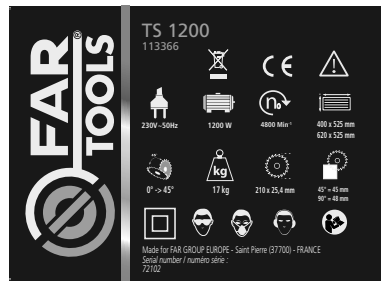 FAR
TOOLS
®
TS 1200
113366
CE
230V~50Hz
1200 W
n0
4800 Min-1
400 x 525 mm
620 x 525 mm
0° -> 45°
kg
17 kg
210 x 25,4 mm
45° = 45 mm
90° = 48 mm
Made for FAR GROUP EUROPE - Saint Pierre (37700) - FRANCE
Serial number / numéro série :
72102